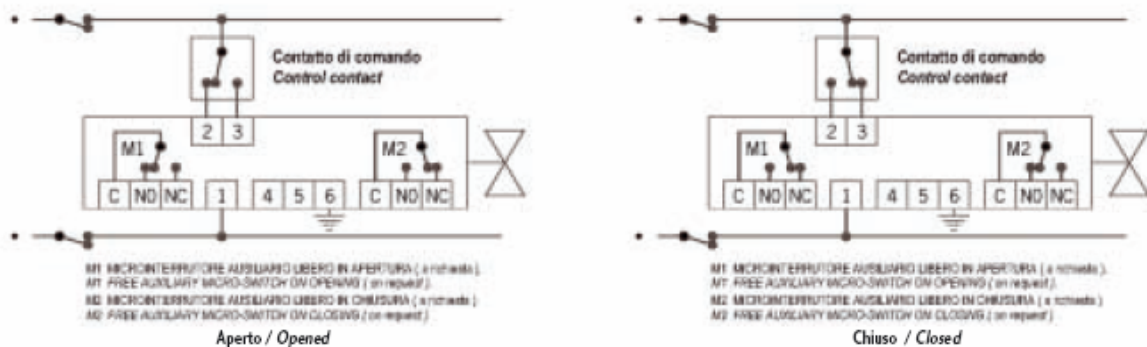 Contatto di comando
Control contact
2 3
M1
M2
C NO NC 1 4 5 6 C NO NC
M1 MICROINTERRUTORE AUSILIARIO LIBERO IN APERTURA ( a richiesta ).
M1 FREE AUXILIARY MICRO-SWITCH ON OPENING ( on request ).
M2 MICROINTERRUTORE AUSILIARIO LIBERO IN CHIUSURA ( a richiesta )
M2 FREE AUXILIARY MICRO-SWITCH ON CLOSING ( on request )
Aperto / Opened
Contatto di comando
Control contact
2 3
M1
M2
C NO NC 1 4 5 6 C NO NC
M1 MICROINTERRUTORE AUSILIARIO LIBERO IN APERTURA ( a richiesta ).
M1 FREE AUXILIARY MICRO-SWITCH ON OPENING ( on request ).
M2 MICROINTERRUTORE AUSILIARIO LIBERO IN CHIUSURA ( a richiesta )
M2 FREE AUXILIARY MICRO-SWITCH ON CLOSING ( on request )
Chiuso / Closed